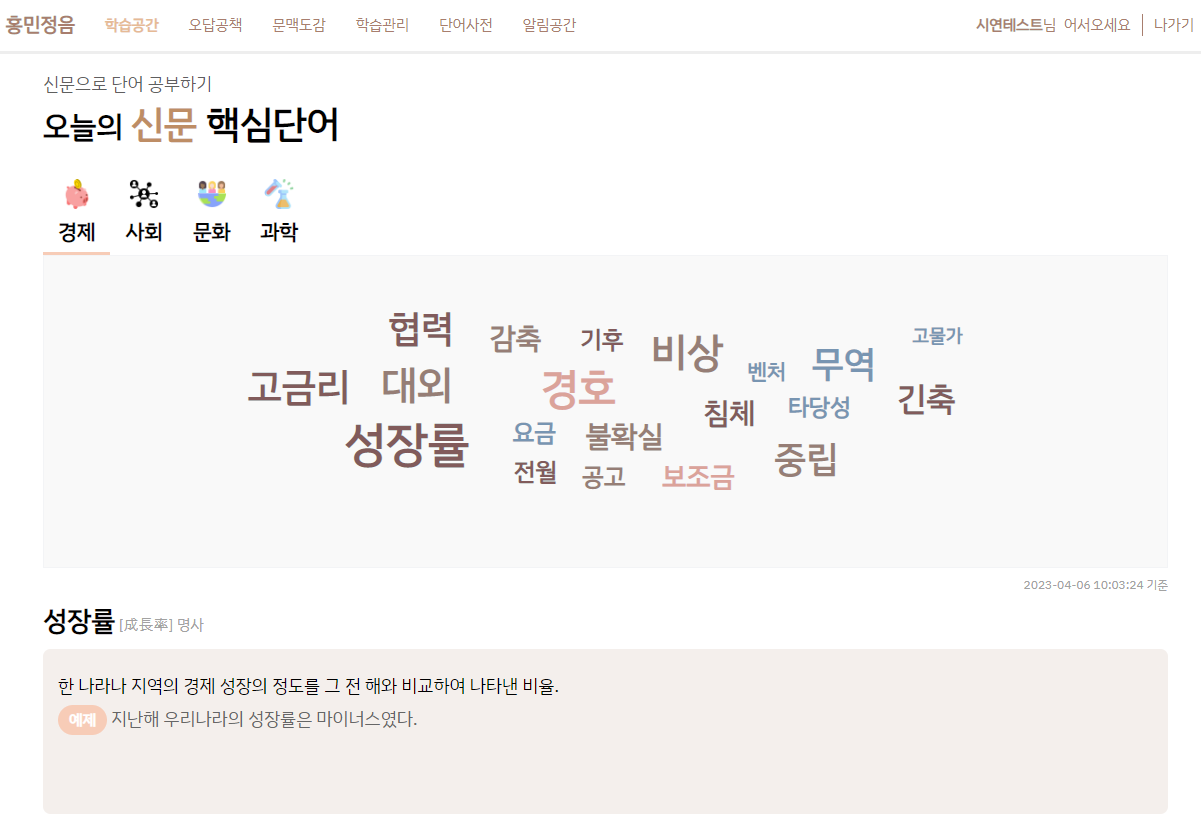 홍민정음 학습공간 오답공책 문맥도감 학습관리 단어사전 알림공간 시연테스트님 어서오세요 나가기
신문으로 단어 공부하기
오늘의 신문 핵심단어
경제 사회 문화 과학
협력 감축 기후 비상 고물가
고금리 대외 경호 벤처 무역
침체 타당성 긴축
성장률 요금 불확실 중립
전월 공고 보조금
2023-04-06 10:03:24 기준
성장률 [成長率] 명사
한 나라나 지역의 경제 성장의 정도를 그 전 해와 비교하여 나타낸 비율.
예제 지난해 우리나라의 성장률은 마이너스였다.